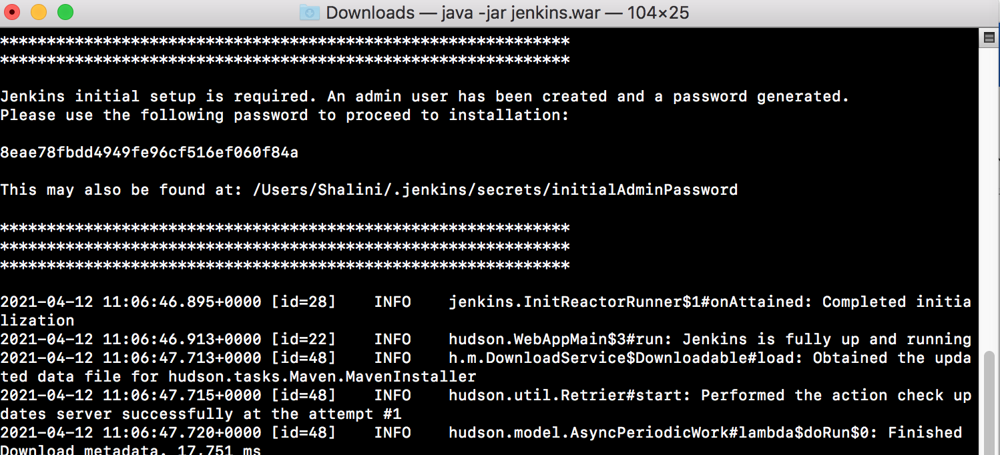 Downloads — java -jar jenkins.war — 104×25
*************************************************************
*************************************************************
Jenkins initial setup is required. An admin user has been created and a password generated.
Please use the following password to proceed to installation:
8eae78fbdd4949fe96cf516ef060f84a
This may also be found at: /Users/Shalini/.jenkins/secrets/initialAdminPassword
*************************************************************
*************************************************************
*************************************************************
2021-04-12 11:06:46.895+0000 [id=28]    INFO    jenkins.InitReactorRunner$1#onAttained: Completed initia
lization
2021-04-12 11:06:46.913+0000 [id=22]    INFO    hudson.WebAppMain$3#run: Jenkins is fully up and running
2021-04-12 11:06:47.713+0000 [id=48]    INFO    h.m.DownloadService$Downloadable#load: Obtained the upda
ted data file for hudson.tasks.Maven.MavenInstaller
2021-04-12 11:06:47.715+0000 [id=48]    INFO    hudson.util.Retrier#start: Performed the action check up
dates server successfully at the attempt #1
2021-04-12 11:06:47.720+0000 [id=48]    INFO    hudson.model.AsyncPeriodicWork#lambda$doRun$0: Finished
Download metadata. 17,751 ms